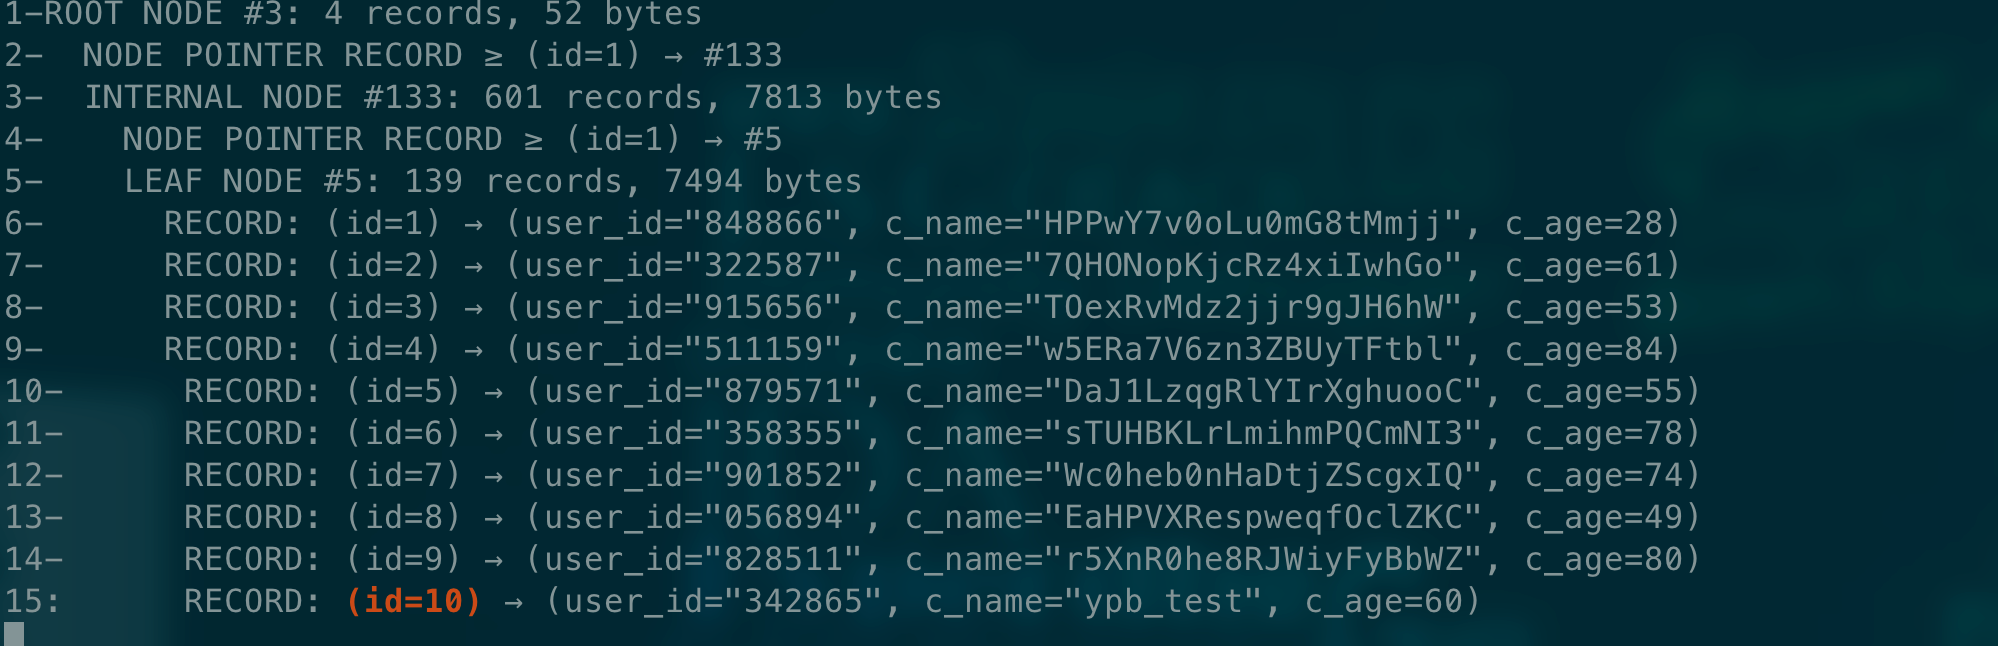 1-ROOT NODE #3: 4 records, 52 bytes
2-  NODE POINTER RECORD ≥ (id=1) → #133
3-  INTERNAL NODE #133: 601 records, 7813 bytes
4-    NODE POINTER RECORD ≥ (id=1) → #5
5-    LEAF NODE #5: 139 records, 7494 bytes
6-      RECORD: (id=1) → (user_id="848866", c_name="HPPwY7v0oLu0mG8tMmjj", c_age=28)
7-      RECORD: (id=2) → (user_id="322587", c_name="7QHONopKjcRz4xiIwhGo", c_age=61)
8-      RECORD: (id=3) → (user_id="915656", c_name="TOexRvMdz2jjr9gJH6hW", c_age=53)
9-      RECORD: (id=4) → (user_id="511159", c_name="w5ERa7V6zn3ZBUyTFtbl", c_age=84)
10-      RECORD: (id=5) → (user_id="879571", c_name="DaJ1LzqgRlYIrXghuooC", c_age=55)
11-      RECORD: (id=6) → (user_id="358355", c_name="sTUHBKLrLmihmPQCmNI3", c_age=78)
12-      RECORD: (id=7) → (user_id="901852", c_name="Wc0heb0nHaDtjZScgxIQ", c_age=74)
13-      RECORD: (id=8) → (user_id="056894", c_name="EaHPVXRespweqfOclZKC", c_age=49)
14-      RECORD: (id=9) → (user_id="828511", c_name="r5XnR0he8RJWiyFyBbWZ", c_age=80)
15:      RECORD: (id=10) → (user_id="342865", c_name="ypb_test", c_age=60)